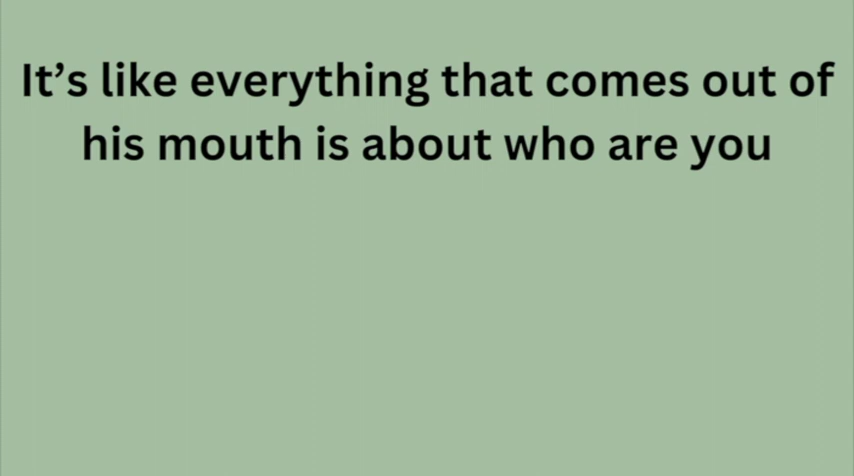 It’s like everything that comes out of
his mouth is about who are you